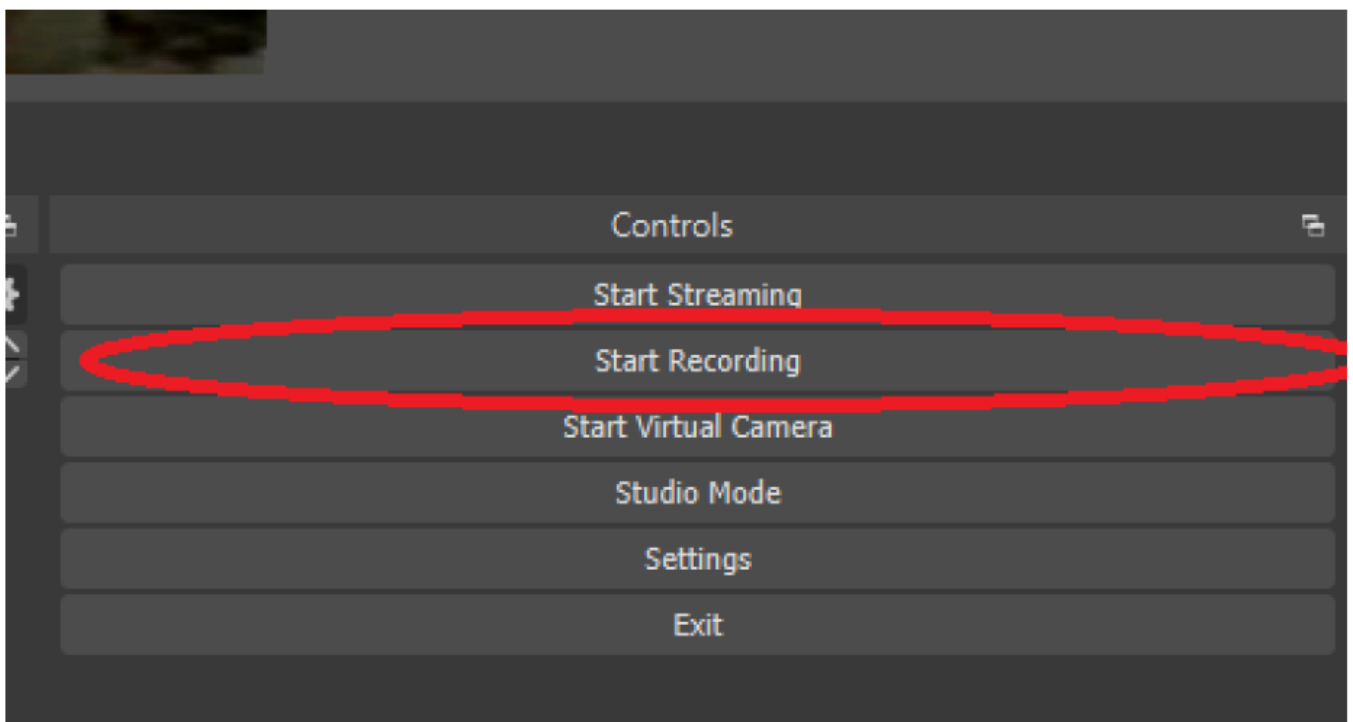 Controls
Start Streaming
Start Recording
Start Virtual Camera
Studio Mode
Settings
Exit